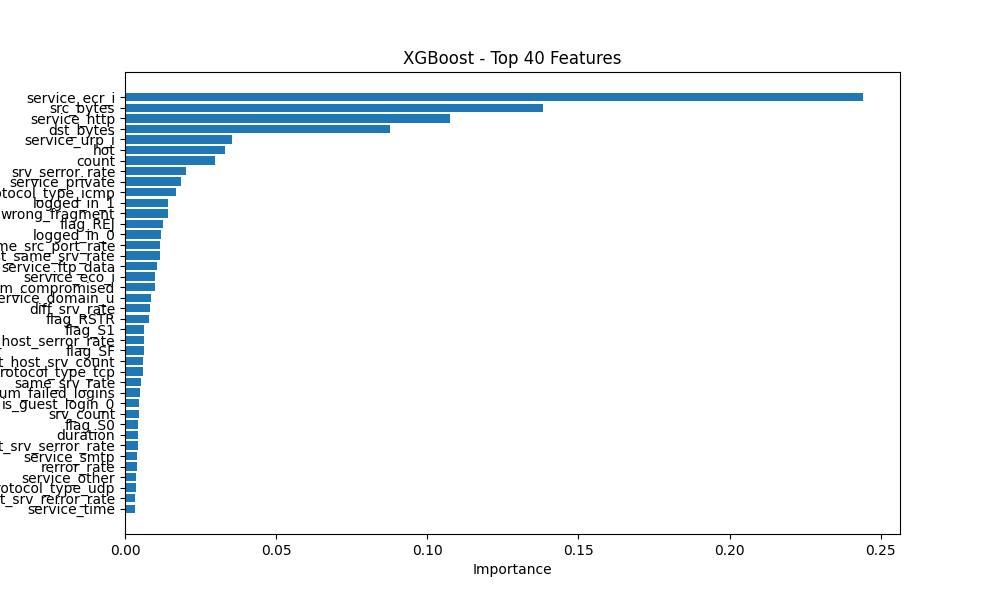 XGBoost - Top 40 Features
service_ecr_i
src_bytes
service_http
dst_bytes
service_urp_i
hot
count
srv_serror_rate
service_private
otocol_type_icmp
logged_in_1
wrong_fragment
flag_REJ
logged_in_0
me_src_port_rate
t_same_srv_rate
service_ftp_data
service_eco_i
m_compromised
ervice_domain_u
diff_srv_rate
flag_RSTR
flag_S1
host_serror_rate
flag_SF
t_host_srv_count
rotocol_type_tcp
same_srv_rate
um_failed_logins
is_guest_login_0
srv_count
flag_S0
duration
t_srv_serror_rate
service_smtp
rerror_rate
service_other
otocol_type_udp
t_srv_rerror_rate
service_time
0.00 0.05 0.10 0.15 0.20 0.25
Importance